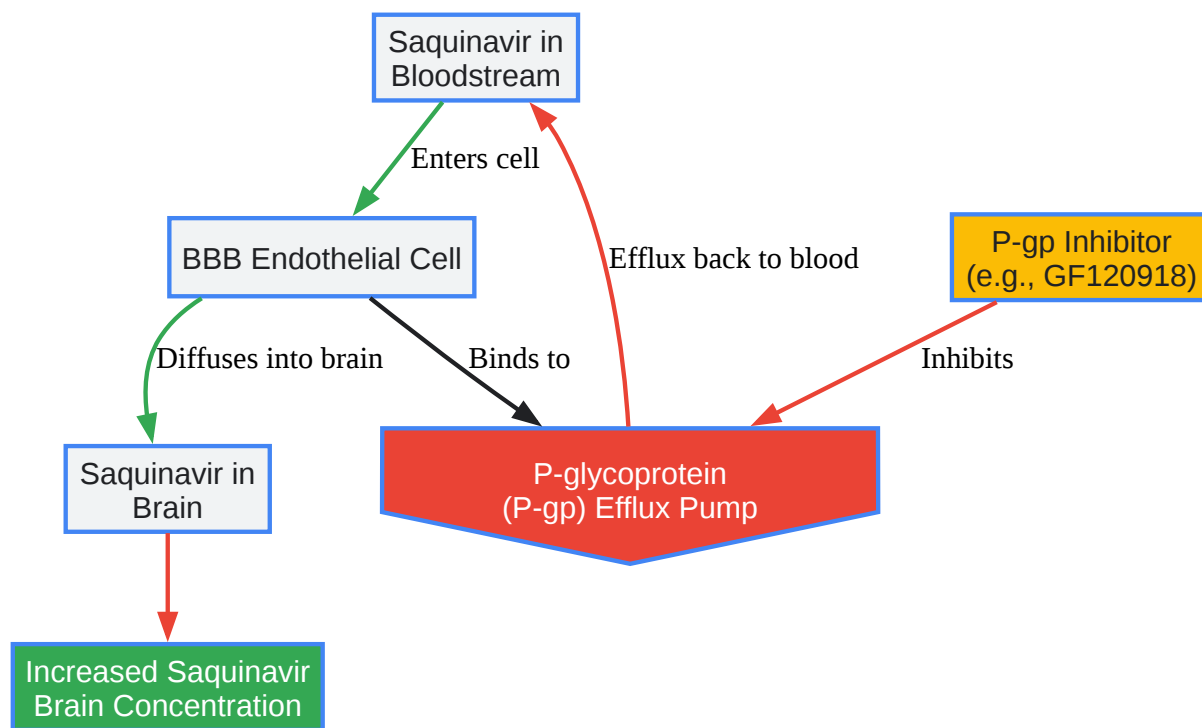 Saquinavir in
Bloodstream
Enters cell
BBB Endothelial Cell
Efflux back to blood
P-gp Inhibitor
(e.g., GF120918)
Diffuses into brain
Binds to
Inhibits
Saquinavir in
Brain
P-glycoprotein
(P-gp) Efflux Pump
Increased Saquinavir
Brain Concentration